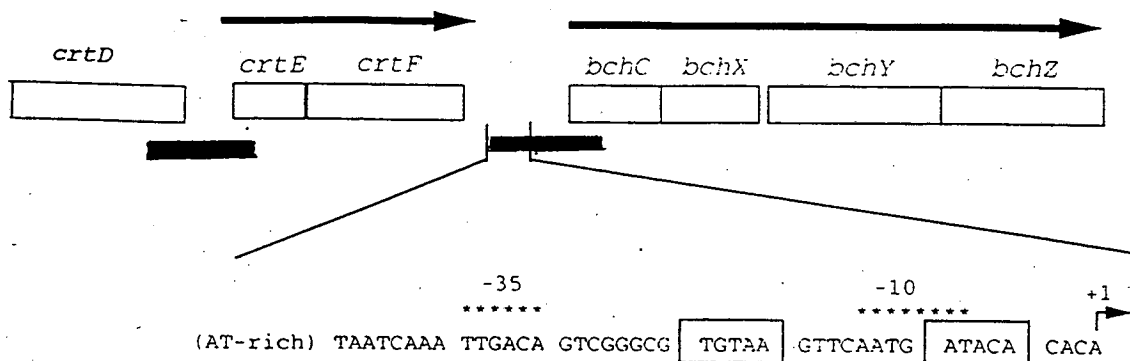 crtD crtE crtF bchC bchX bchY bchZ
-35 -10 +1
******  ********
(AT-rich) TAATCAAA TTGACA GTCGGGCG TGTAA GTTCAATG ATACA CACA